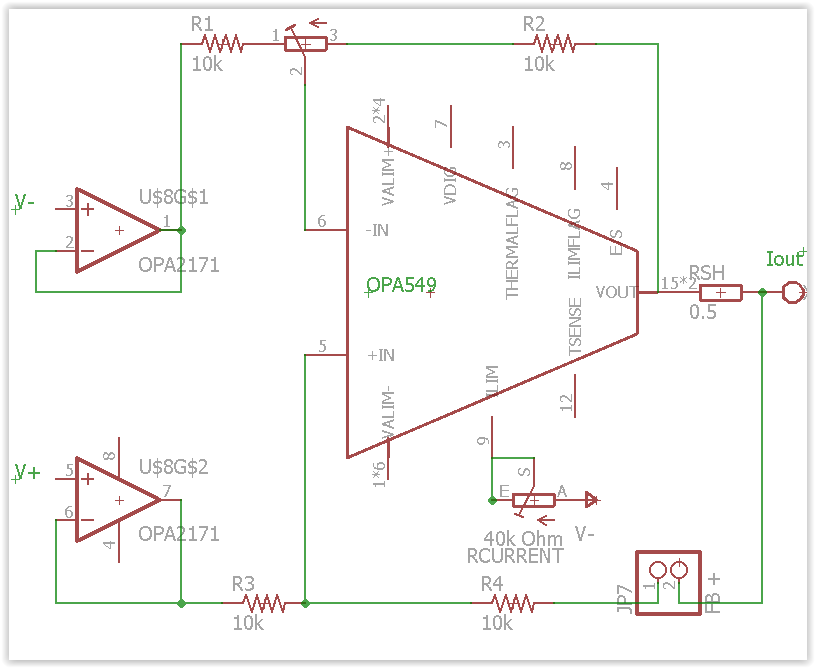 R1
10k
1
3
2
R2
10k
2*4
VALIM+
7
VDIG
3
THERMALFLAG
8
ILIMFLAG
4
E_S
V-
3
2
1
U$8G$1
OPA2171
6
-IN
OPA549
VOUT
15*2
RSH
0.5
Iout
5
+IN
TSENSE
12
ILIM
9
VALIM-
1*6
V+
5
6
8
4
7
U$8G$2
OPA2171
S
E
A
40k Ohm
RCURRENT
V-
R3
10k
R4
10k
JP7
1
2
FB +